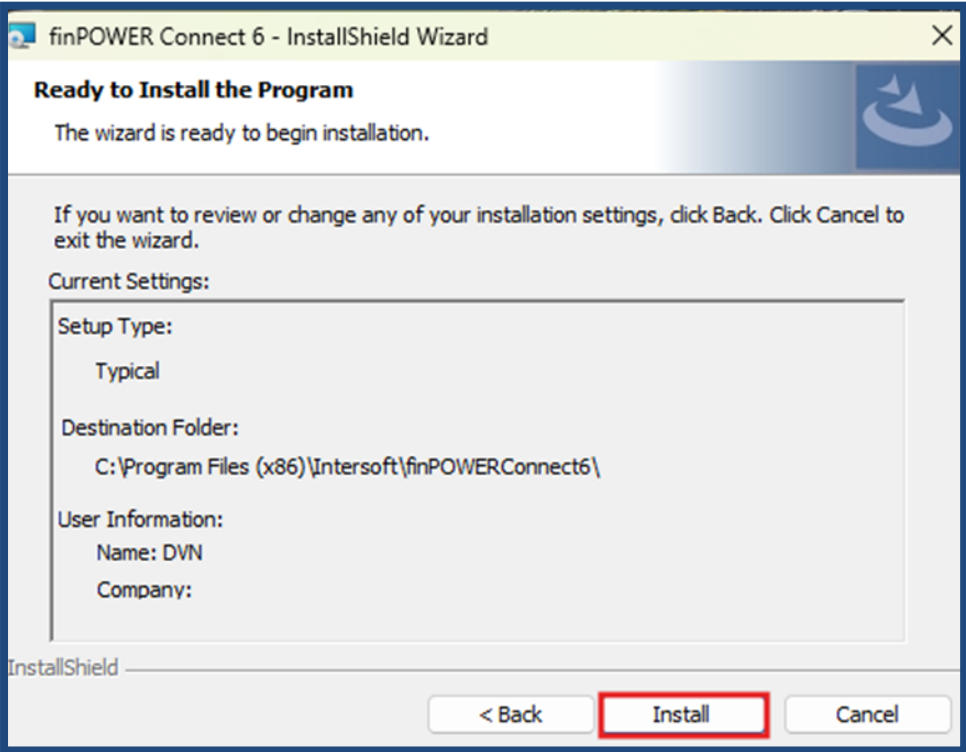 finPOWER Connect 6 - InstallShield Wizard
Ready to Install the Program
The wizard is ready to begin installation.
If you want to review or change any of your installation settings, click Back. Click Cancel to
exit the wizard.
Current Settings:
Setup Type:
Typical
Destination Folder:
C:\Program Files (x86)\Intersoft\finPOWERConnect6\
User Information:
Name: DVN
Company:
InstallShield
< Back
Install
Cancel